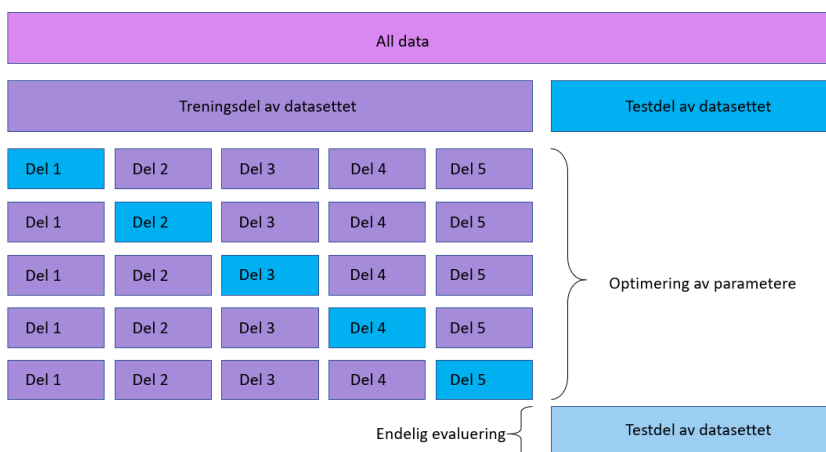 All data
Treningsdel av datasettet Testdel av datasettet
Del 1 Del 2 Del 3 Del 4 Del 5
Del 1 Del 2 Del 3 Del 4 Del 5
Del 1 Del 2 Del 3 Del 4 Del 5
Optimering av parametere
Del 1 Del 2 Del 3 Del 4 Del 5
Del 1 Del 2 Del 3 Del 4 Del 5
Endelig evaluering Testdel av datasettet